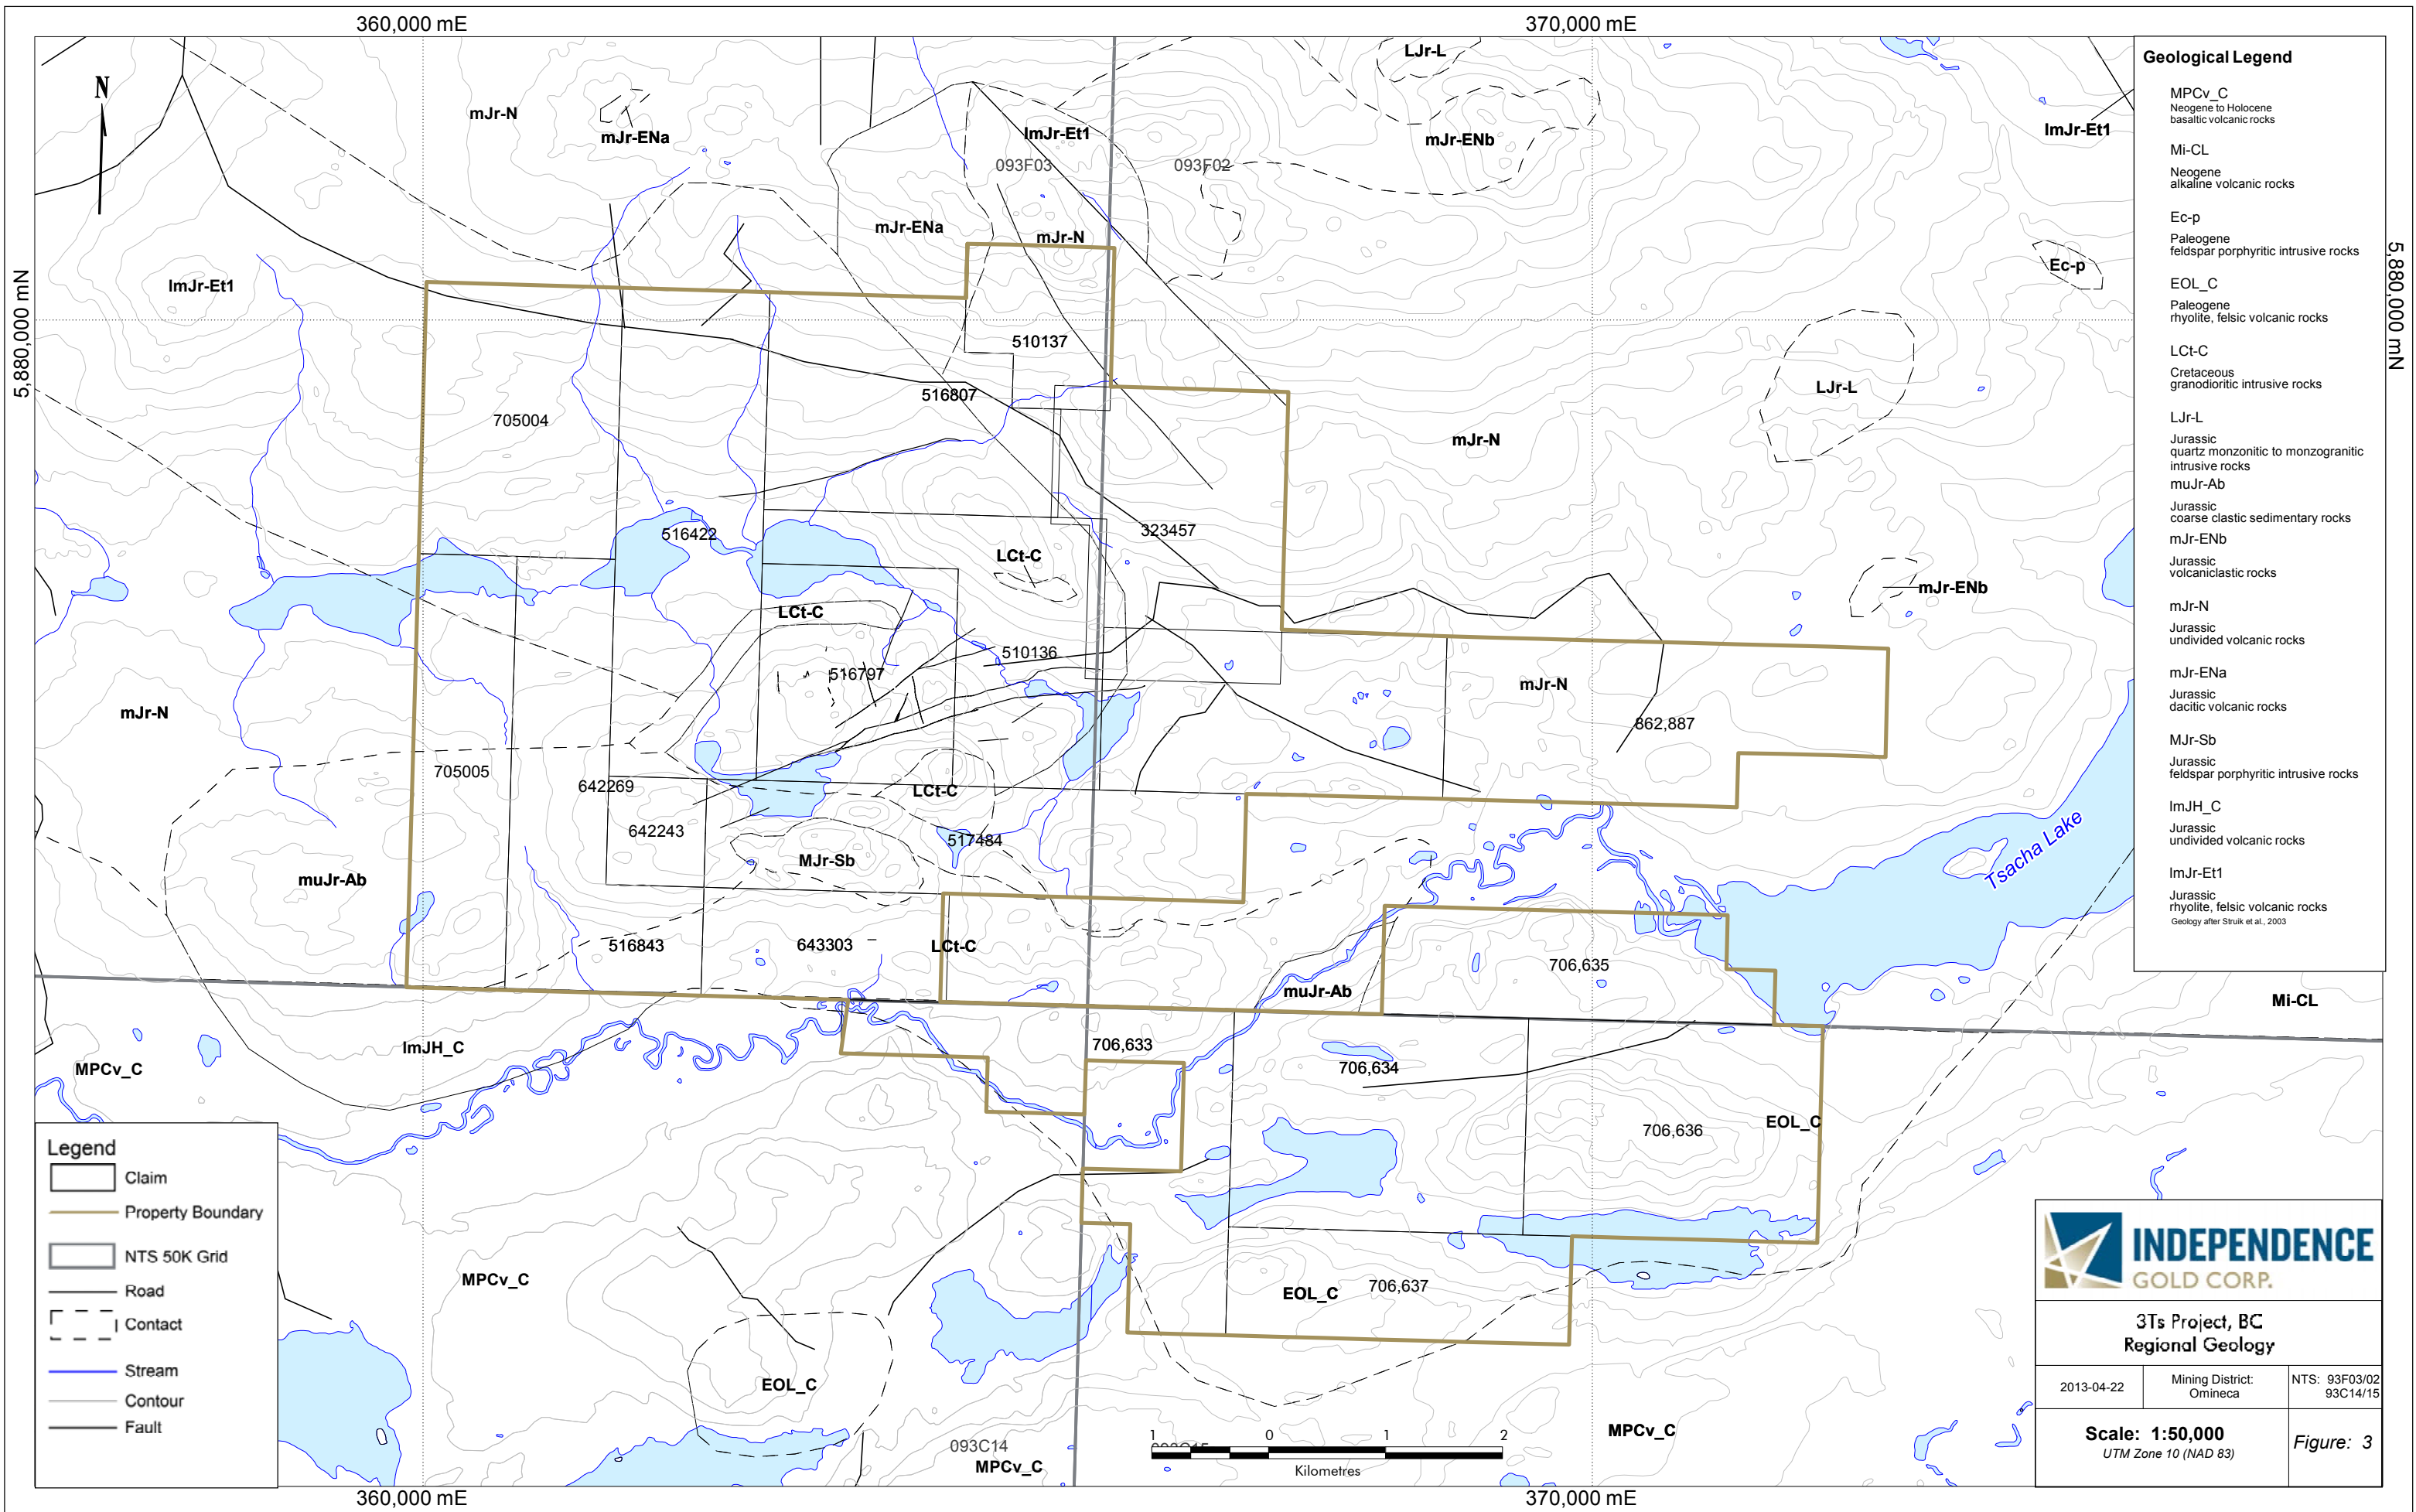 360,000 mE
370,000 mE
5,880,000 mN
5,880,000 mN
N
mJr-N
mJr-ENa
lmJr-Et1
093F03
093F02
LJr-L
mJr-ENb
lmJr-Et1
mJr-ENa
mJr-N
lmJr-Et1
Ec-p
510137
516807
705004
LJr-L
mJr-N
516422
323457
LCt-C
mJr-ENb
LCt-C
510136
516797
mJr-N
mJr-N
862,887
705005
642269
LCt-C
642243
517484
MJr-Sb
Tsacha Lake
muJr-Ab
516843
643303
LCt-C
706,635
muJr-Ab
Mi-CL
lmJH_C
706,633
MPCv_C
706,634
EOL_C
706,636
MPCv_C
EOL_C
706,637
EOL_C
MPCv_C
093C14
MPCv_C
Geological Legend
MPCv_C
Neogene to Holocene
basaltic volcanic rocks
Mi-CL
Neogene
alkaline volcanic rocks
Ec-p
Paleogene
feldspar porphyritic intrusive rocks
EOL_C
Paleogene
rhyolite, felsic volcanic rocks
LCt-C
Cretaceous
granodioritic intrusive rocks
LJr-L
Jurassic
quartz monzonitic to monzogranitic
intrusive rocks
muJr-Ab
Jurassic
coarse clastic sedimentary rocks
mJr-ENb
Jurassic
volcaniclastic rocks
mJr-N
Jurassic
undivided volcanic rocks
mJr-ENa
Jurassic
dacitic volcanic rocks
MJr-Sb
Jurassic
feldspar porphyritic intrusive rocks
lmJH_C
Jurassic
undivided volcanic rocks
lmJr-Et1
Jurassic
rhyolite, felsic volcanic rocks
Geology after Struik et al., 2003
Legend
Claim
Property Boundary
NTS 50K Grid
Road
Contact
Stream
Contour
Fault
1 0 1 2
Kilometres
INDEPENDENCE
GOLD CORP.
3Ts Project, BC
Regional Geology
2013-04-22
Mining District:
Omineca
NTS: 93F03/02
93C14/15
Scale: 1:50,000
UTM Zone 10 (NAD 83)
Figure: 3
360,000 mE
370,000 mE